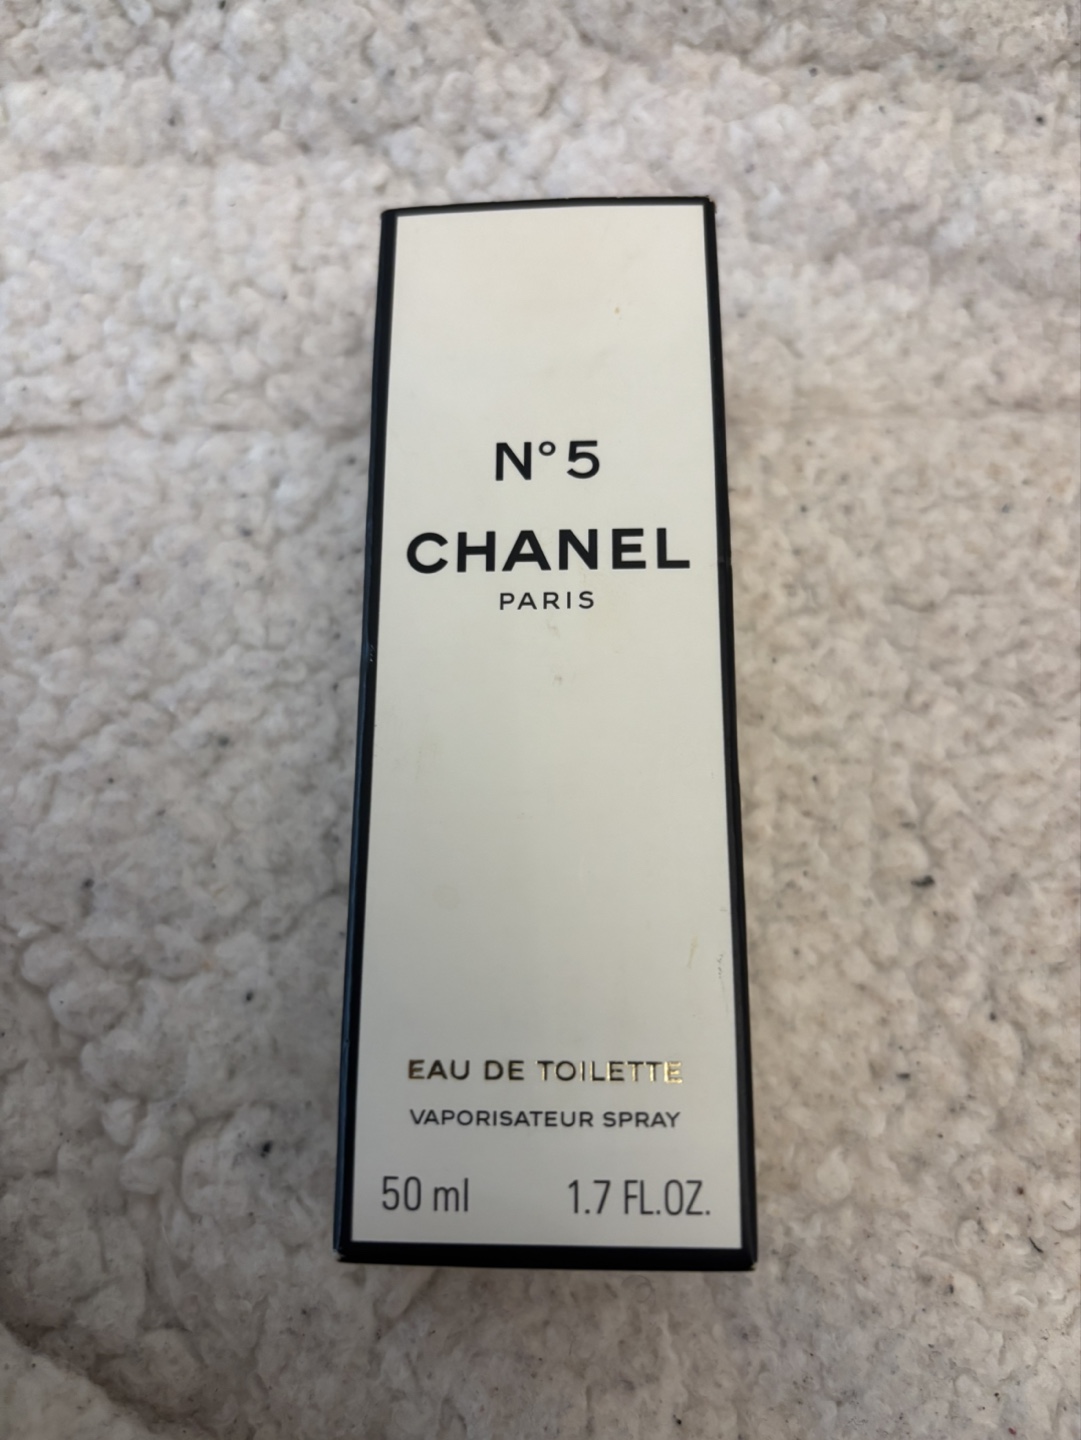 N° 5
CHANEL
PARIS
EAU DE TOILETTE
VAPORISATEUR SPRAY
50 ml 1.7 FL.OZ.